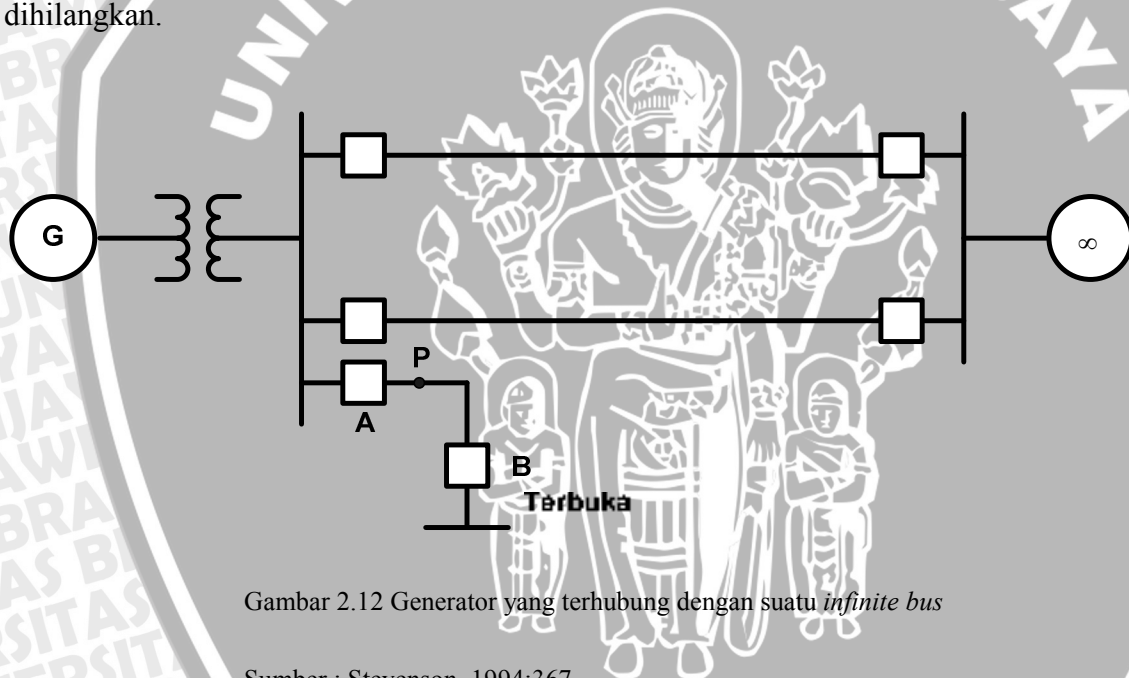 dihilangkan.
G
∞
P
A
B
Terbuka
Gambar 2.12 Generator yang terhubung dengan suatu infinite bus
Sumber : Stevenson, 1994:367